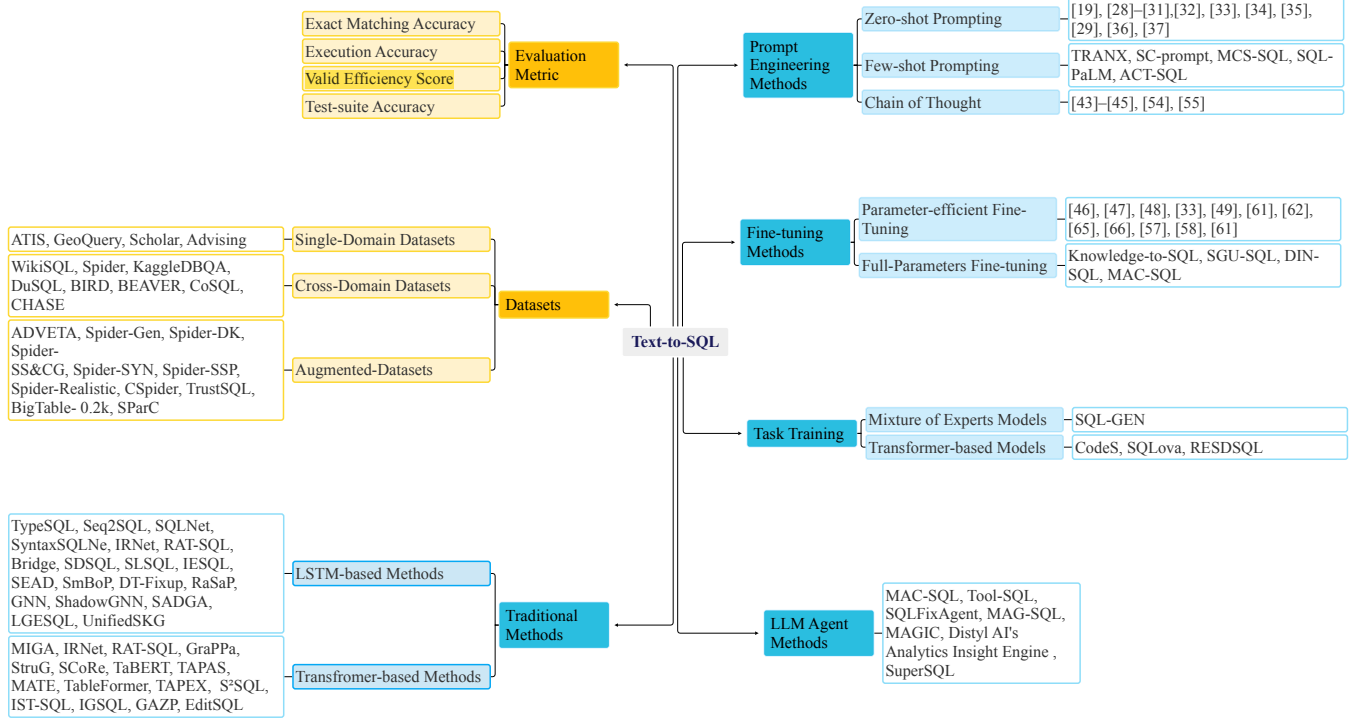 Exact Matching Accuracy
Execution Accuracy
Valid Efficiency Score
Test-suite Accuracy
Evaluation
Metric
ATIS, GeoQuery, Scholar, Advising
Single-Domain Datasets
WikiSQL, Spider, KaggleDBQA,
DuSQL, BIRD, BEAVER, CoSQL,
CHASE
Cross-Domain Datasets
ADVETA, Spider-Gen, Spider-DK,
Spider-
SS&CG, Spider-SYN, Spider-SSP,
Spider-Realistic, CSpider, TrustSQL,
BigTable- 0.2k, SParC
Augmented-Datasets
Datasets
TypeSQL, Seq2SQL, SQLNet,
SyntaxSQLNe, IRNet, RAT-SQL,
Bridge, SDSQL, SLSQL, IESQL,
SEAD, SmBoP, DT-Fixup, RaSaP,
GNN, ShadowGNN, SADGA,
LGESQL, UnifiedSKG
LSTM-based Methods
MIGA, IRNet, RAT-SQL, GraPPa,
StruG, SCoRe, TaBERT, TAPAS,
MATE, TableFormer, TAPEX, S²SQL,
IST-SQL, IGSQL, GAZP, EditSQL
Transfromer-based Methods
Traditional
Methods
Text-to-SQL
Prompt
Engineering
Methods
Zero-shot Prompting
[19], [28]–[31],[32], [33], [34], [35],
[29], [36], [37]
Few-shot Prompting
TRANX, SC-prompt, MCS-SQL, SQL-
PaLM, ACT-SQL
Chain of Thought
[43]–[45], [54], [55]
Fine-tuning
Methods
Parameter-efficient Fine-
Tuning
[46], [47], [48], [33], [49], [61], [62],
[65], [66], [57], [58], [61]
Full-Parameters Fine-tuning
Knowledge-to-SQL, SGU-SQL, DIN-
SQL, MAC-SQL
Task Training
Mixture of Experts Models
SQL-GEN
Transformer-based Models
CodeS, SQLova, RESDSQL
LLM Agent
Methods
MAC-SQL, Tool-SQL,
SQLFixAgent, MAG-SQL,
MAGIC, Distyl AI's
Analytics Insight Engine ,
SuperSQL